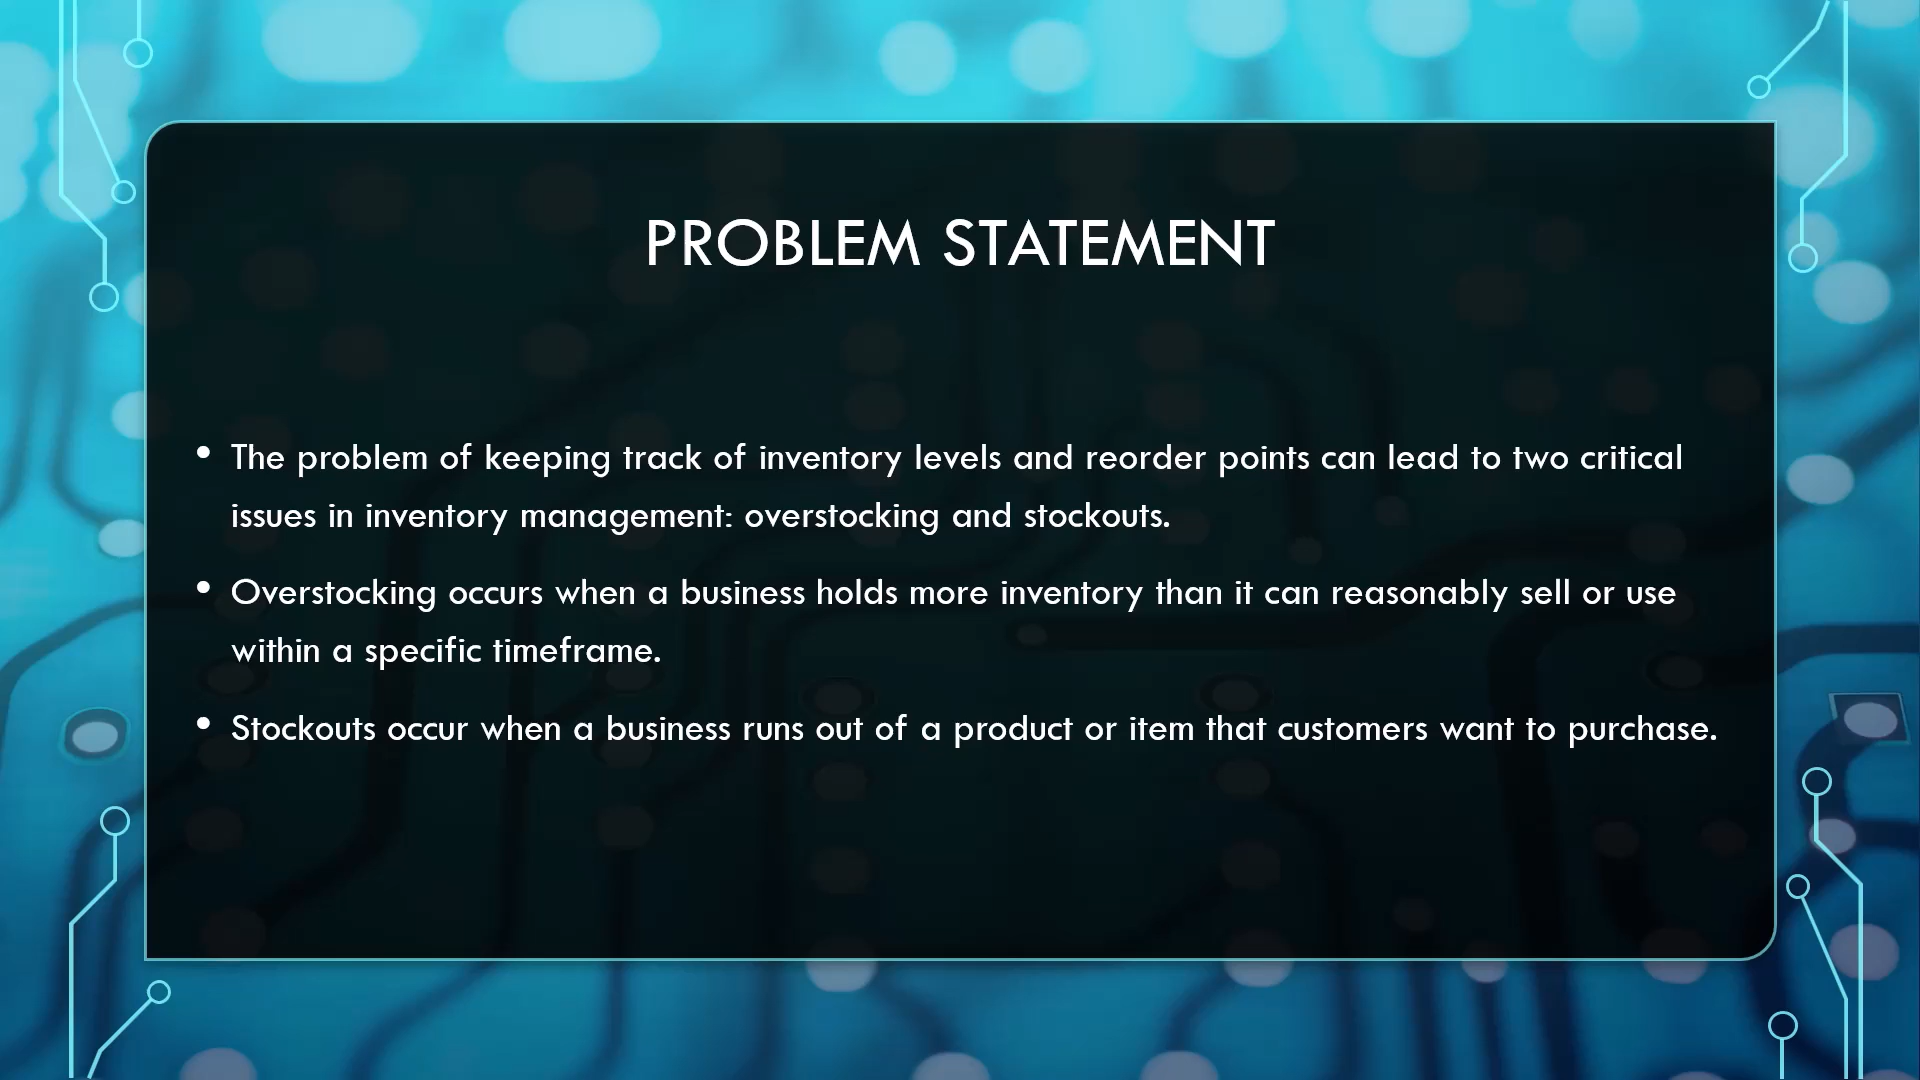 PROBLEM STATEMENT
• The problem of keeping track of inventory levels and reorder points can lead to two critical
issues in inventory management: overstocking and stockouts.
• Overstocking occurs when a business holds more inventory than it can reasonably sell or use
within a specific timeframe.
• Stockouts occur when a business runs out of a product or item that customers want to purchase.